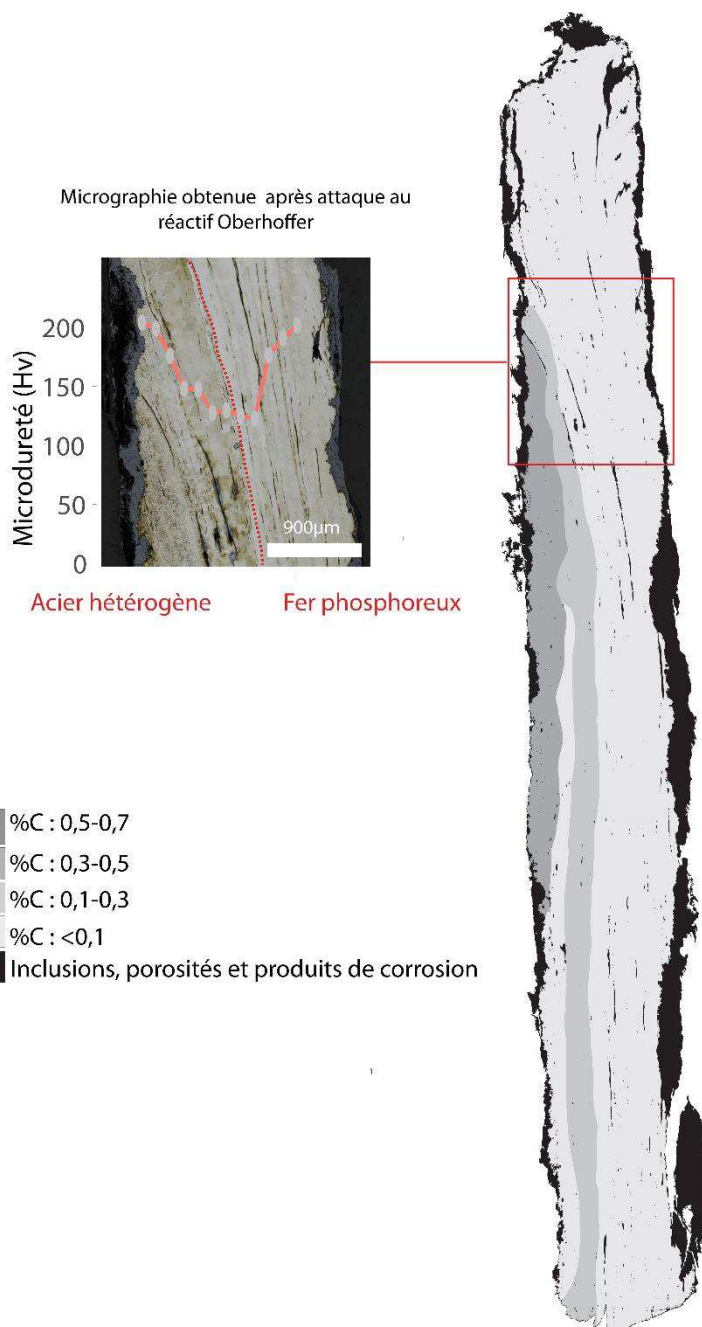 Micrographie obtenue après attaque au
réactif Oberhoffer
200
150
100
50
0
Microdureté (Hv)
900µm
Acier hétérogène
Fer phosphoreux
%C : 0,5-0,7
%C : 0,3-0,5
%C : 0,1-0,3
%C : <0,1
Inclusions, porosités et produits de corrosion